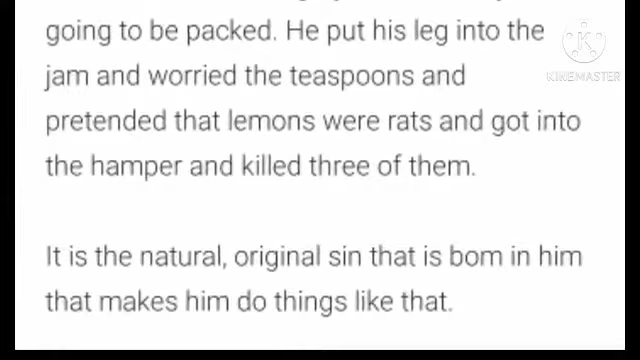 going to be packed. He put his leg into the
KINEMASTER
jam and worried the teaspoons and
pretended that lemons were rats and got into
the hamper and killed three of them.
It is the natural, original sin that is bom in him
that makes him do things like that.